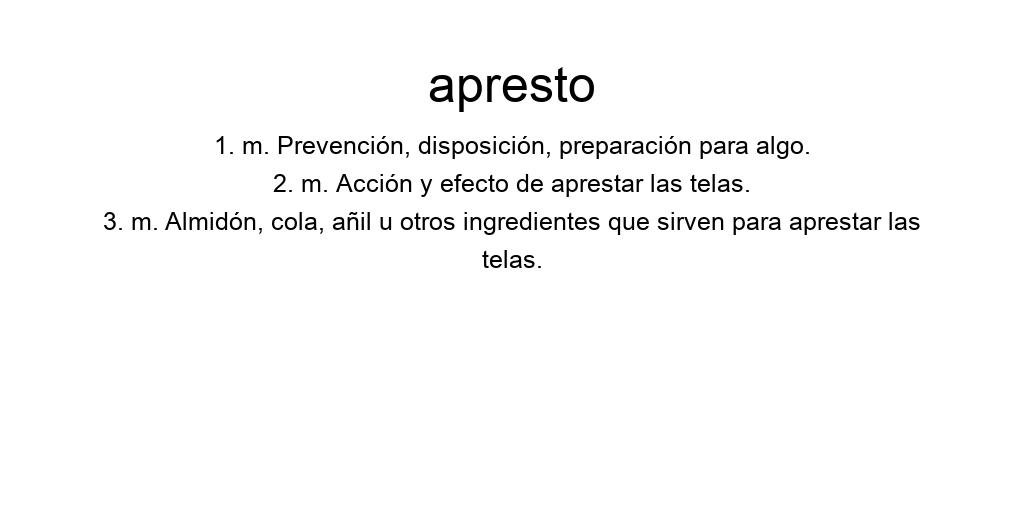 apresto
1. m. Prevención, disposición, preparación para algo.
2. m. Acción y efecto de aprestar las telas.
3. m. Almidón, cola, añil u otros ingredientes que sirven para aprestar las
telas.